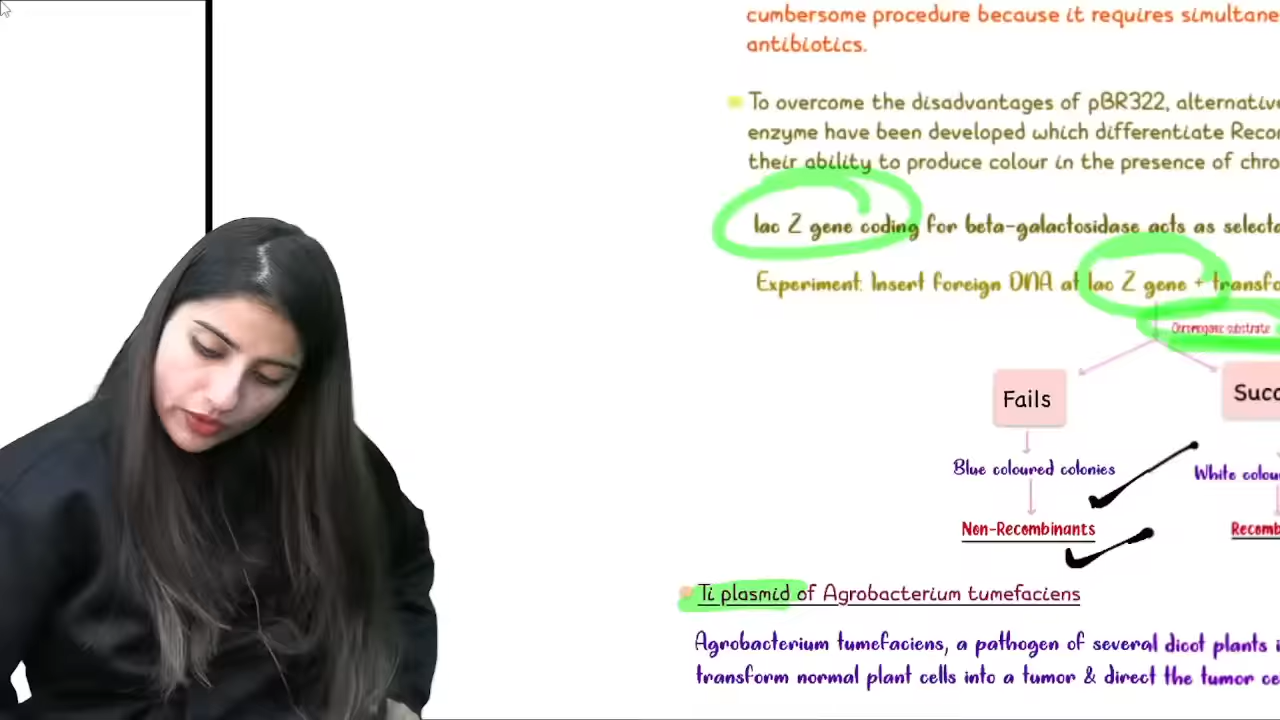 cumbersome procedure because it requires simultane
antibiotics.
To overcome the disadvantages of pBR322, alternative
enzyme have been developed which differentiate Recor
their ability to produce colour in the presence of chro
lac Z gene coding for beta-galactosidase acts as selecta
Experiment: Insert foreign DNA at lac Z gene + transfo
Chromogenic substrate
Fails
Succ
Blue coloured colonies
White colou
Non-Recombinants
Recomb
Ti plasmid of Agrobacterium tumefaciens
Agrobacterium tumefaciens, a pathogen of several dicot plants i
transform normal plant cells into a tumor & direct the tumor ce